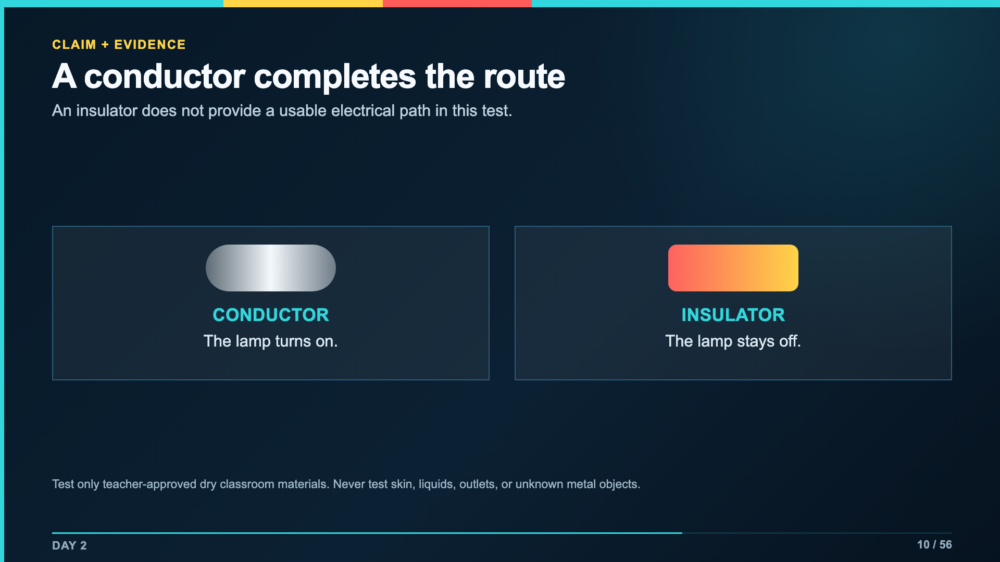 CLAIM + EVIDENCE
A conductor completes the route
An insulator does not provide a usable electrical path in this test.
CONDUCTOR
The lamp turns on.
INSULATOR
The lamp stays off.
Test only teacher-approved dry classroom materials. Never test skin, liquids, outlets, or unknown metal objects.
DAY 2
10 / 56